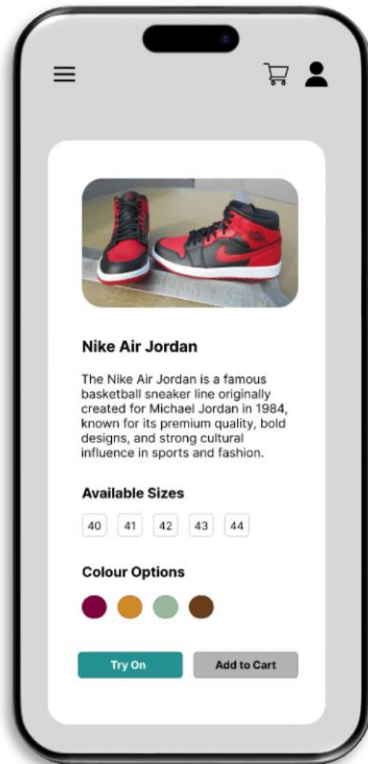 Nike Air Jordan
The Nike Air Jordan is a famous
basketball sneaker line originally
created for Michael Jordan in 1984,
known for its premium quality, bold
designs, and strong cultural
influence in sports and fashion.
Available Sizes
40 41 42 43 44
Colour Options
Try On Add to Cart